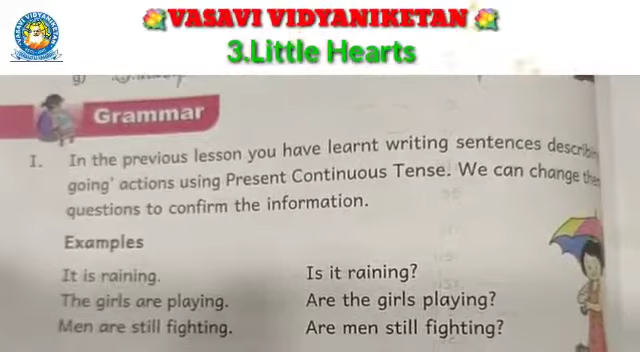 VASAVI VIDYANIKETAN
3.Little Hearts
VASAVI VIDYANIKETAN
g)
Grammar
I. In the previous lesson you have learnt writing sentences
going' actions using Present Continuous Tense. We can change
questions to confirm the information.
Examples
It is raining. Is it raining?
The girls are playing. Are the girls playing?
Men are still fighting. Are men still fighting?